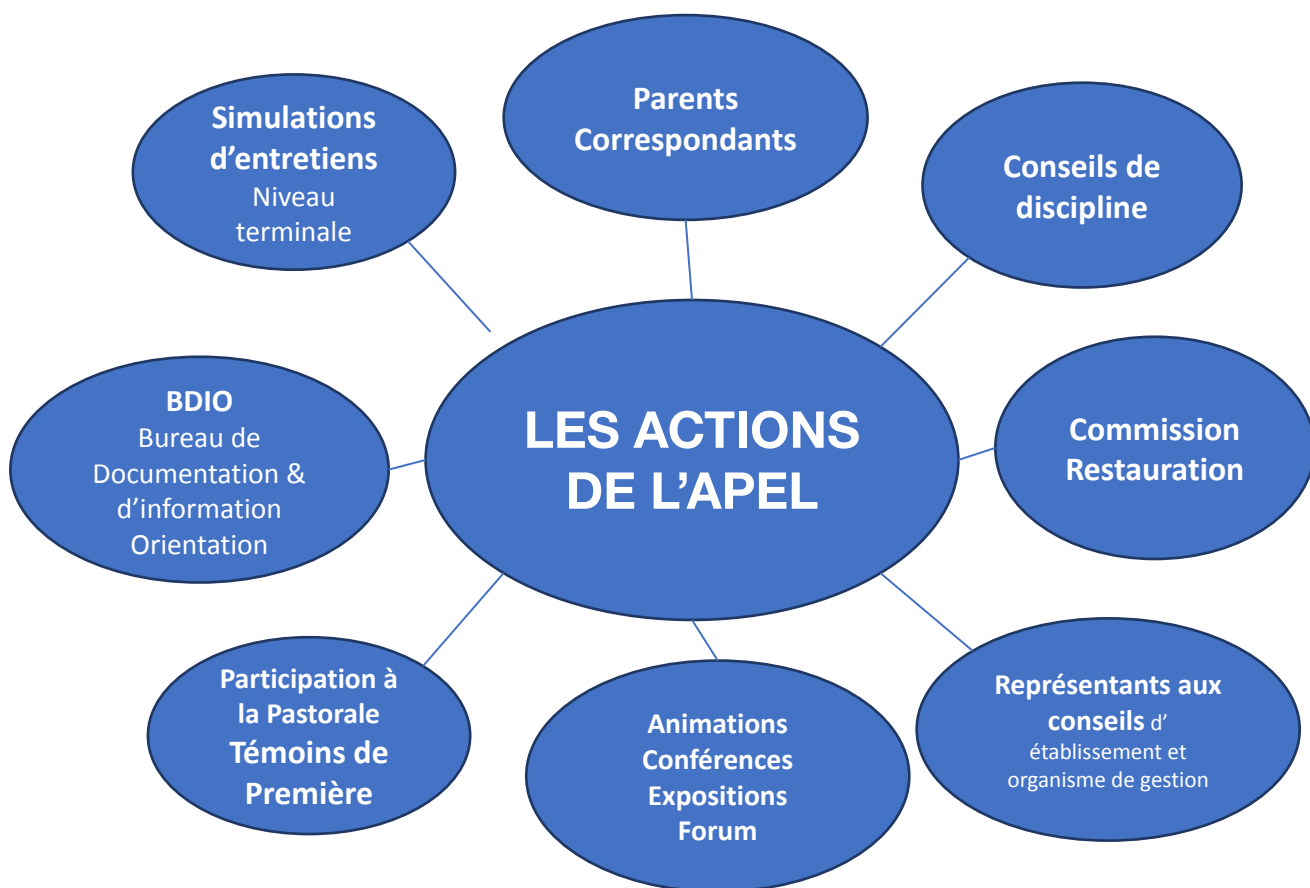 Simulations
d'entretiens
Niveau
terminale
Parents
Correspondants
Conseils de
discipline
BDIO
Bureau de
Documentation &
d'information
Orientation
LES ACTIONS
DE L'APEL
Commission
Restauration
Participation à
la Pastorale
Témoins de
Première
Animations
Conférences
Expositions
Forum
Représentants aux
conseils d'
établissement et
organisme de gestion